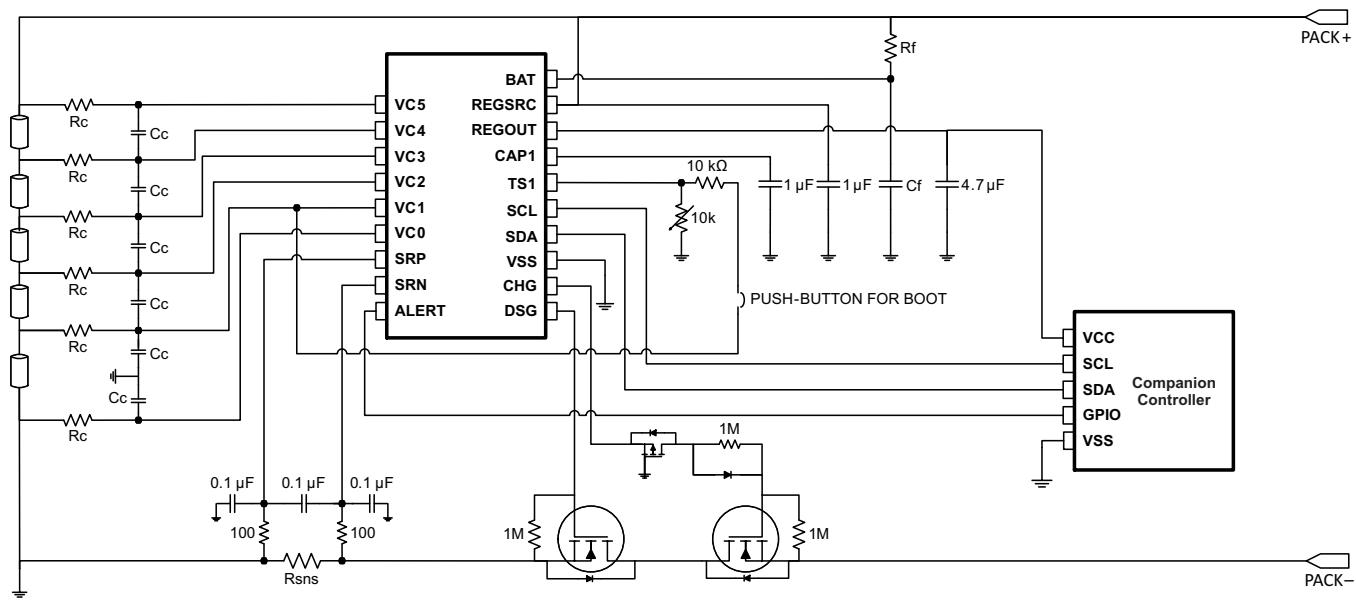 PACK+
Rf
BAT
VC5 REGSRC
Rc
Cc
VC4 REGOUT
Rc
VC3 CAP1
10 kΩ
1 µF 1 µF Cf 4.7 µF
Cc
VC2 TS1
VC1 SCL
10k
Rc
Cc
VC0 SDA
SRP VSS
Rc
SRN CHG
PUSH-BUTTON FOR BOOT
Cc
ALERT DSG
Rc
Cc
VCC
SCL
SDA
GPIO
VSS
Companion
Controller
Cc
Rc
1M
0.1 µF 0.1 µF 0.1 µF
100 100
1M 1M
Rsns
PACK–